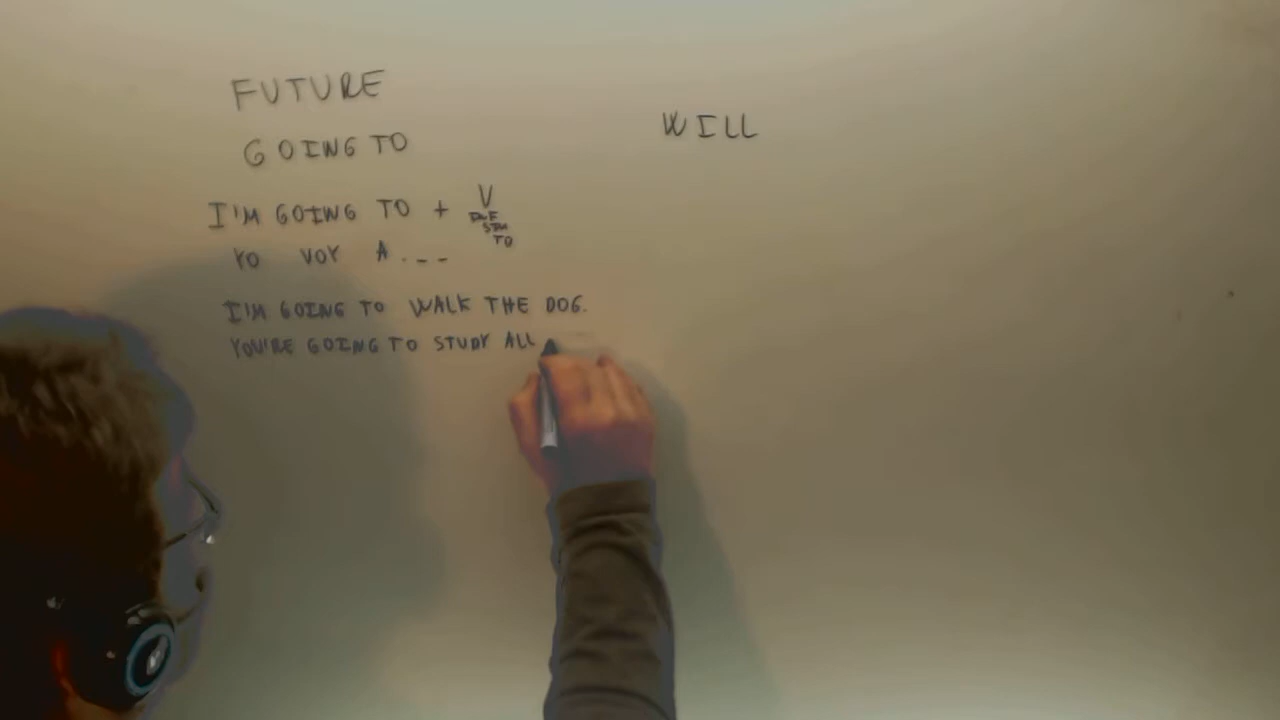 FUTURE
GOING TO
WILL
I'M GOING TO + V
TO
YO VOY A . - -
I'M GOING TO WALK THE DOG.
YOU'RE GOING TO STUDY ALL